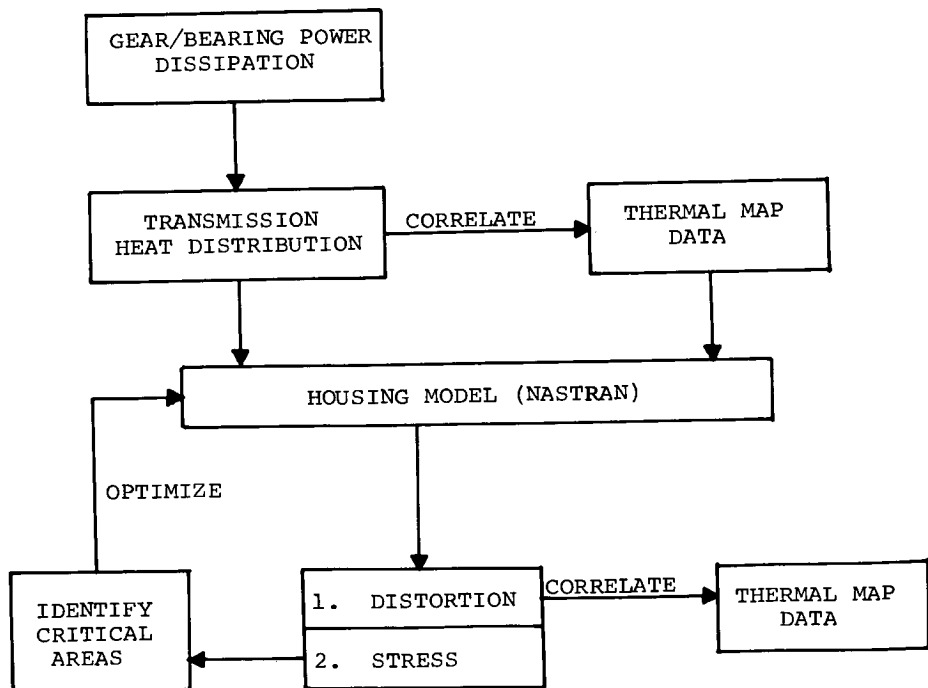 GEAR/BEARING POWER
DISSIPATION
TRANSMISSION
HEAT DISTRIBUTION
CORRELATE
THERMAL MAP
DATA
HOUSING MODEL (NASTRAN)
OPTIMIZE
IDENTIFY
CRITICAL
AREAS
1. DISTORTION
2. STRESS
CORRELATE
THERMAL MAP
DATA